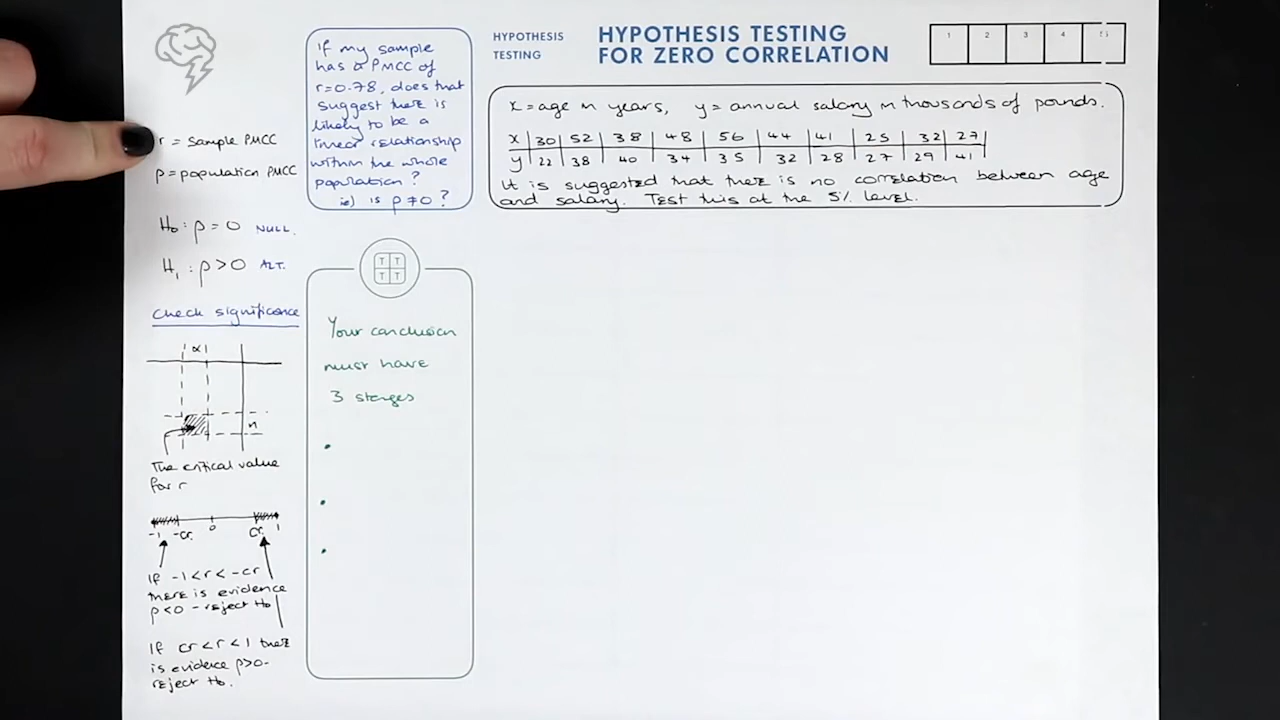 r = sample PMCC
ρ = population PMCC
H₀ : ρ = 0 NULL.
H₁ : ρ > 0 ALT.
Check significance
α
n
The critical value
for r
-1 -cr. 0 cr. 1
If -1 < r < -cr
there is evidence
ρ < 0 - reject H₀
If cr < r < 1 there
is evidence ρ > 0 -
reject H₀.
If my sample
has a PMCC of
r = 0.78, does that
suggest there is
likely to be a
linear relationship
within the whole
population?
ie) is ρ ≠ 0 ?
T T
T T
Your conclusion
must have
3 stages
HYPOTHESIS
TESTING
HYPOTHESIS TESTING
FOR ZERO CORRELATION
1 2 3 4 5
x = age in years, y = annual salary in thousands of pounds.
x 30 52 38 48 56 44 41 25 32 27
y 22 38 40 34 35 32 28 27 29 41
It is suggested that there is no correlation between age
and salary. Test this at the 5% level.